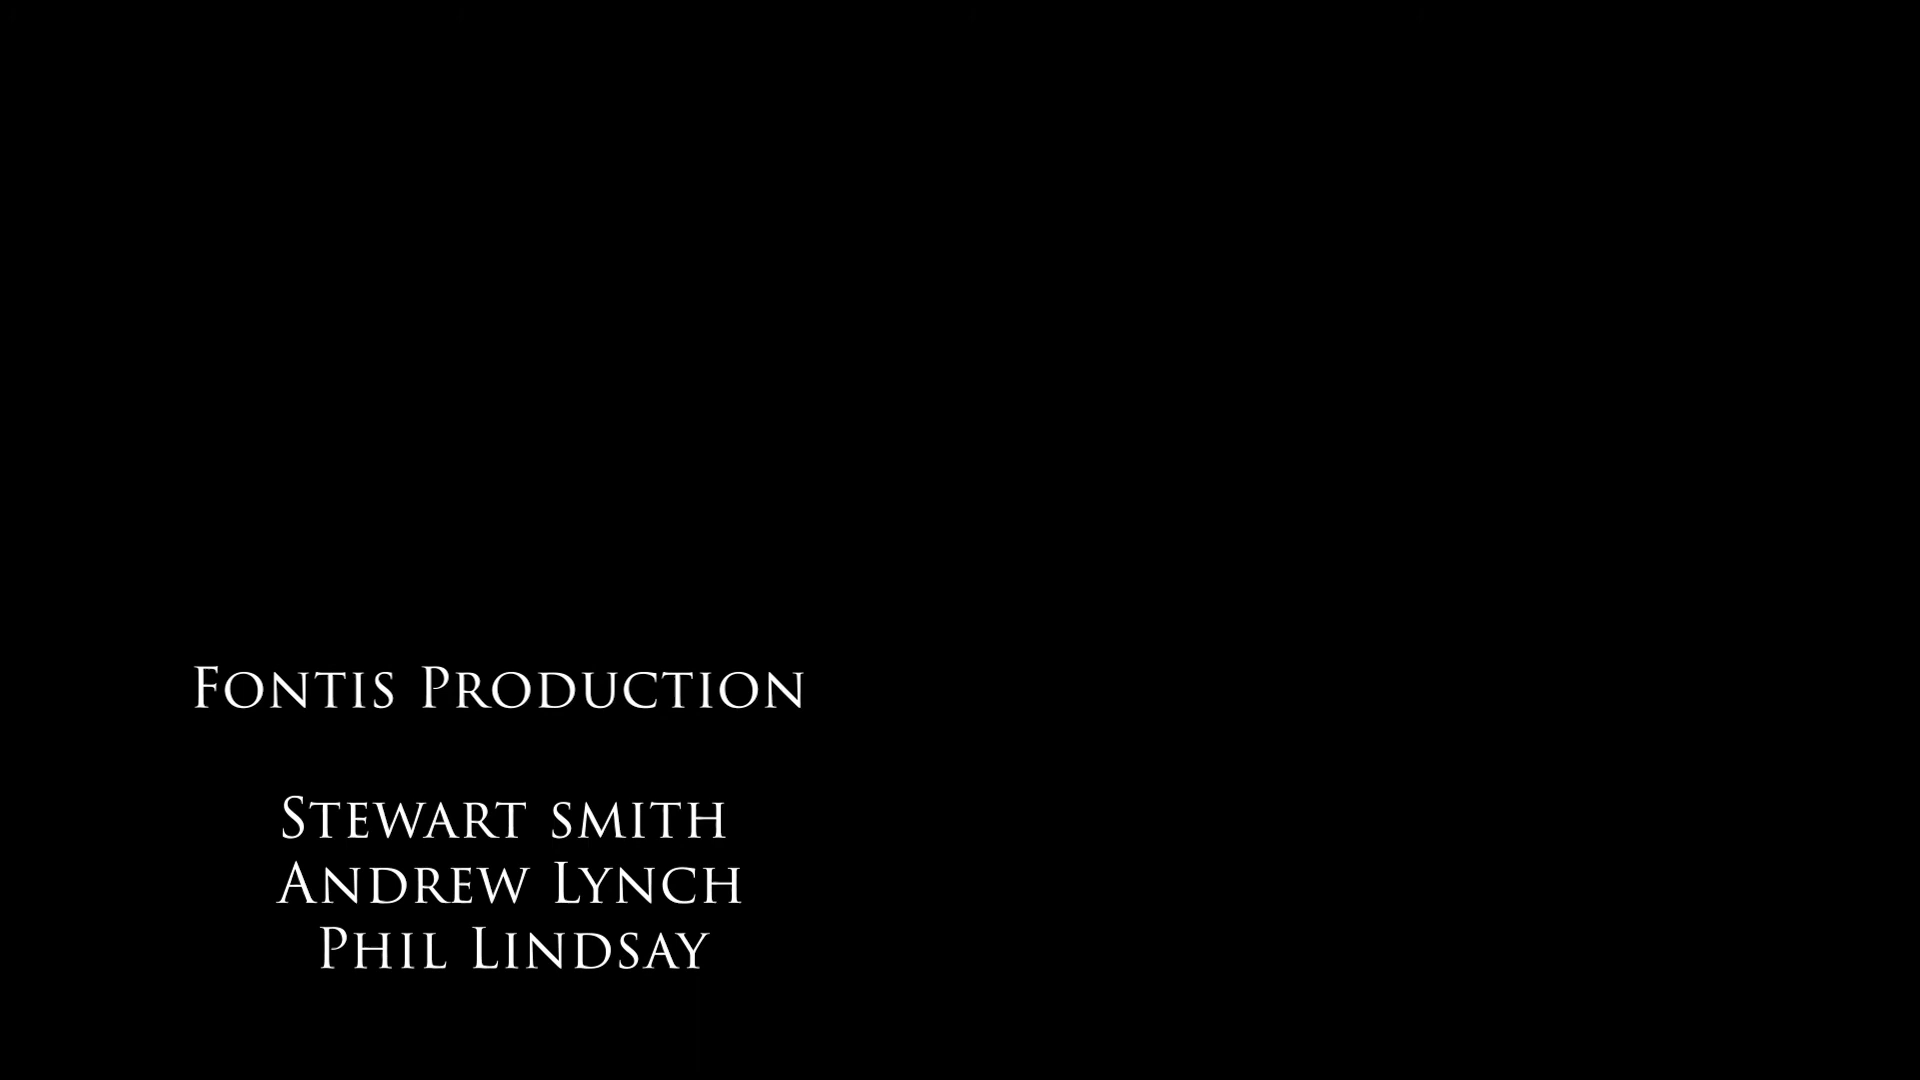 Fontis Production
Stewart smith
Andrew Lynch
Phil Lindsay